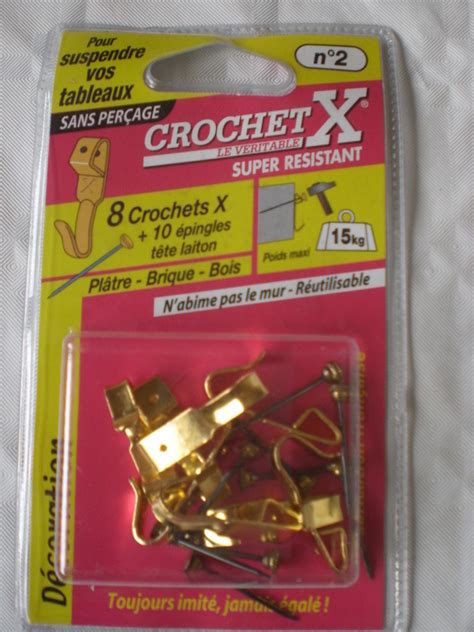 Pour
suspendre
vos
tableaux
n°2
SANS PERÇAGE
CROCHET X®
LE VERITABLE
SUPER RESISTANT
8 Crochets X
+ 10 épingles
tête laiton
Poids maxi
15kg
Plâtre - Brique - Bois
N'abime pas le mur - Réutilisable
Décoration
Toujours imité, jamais égalé !